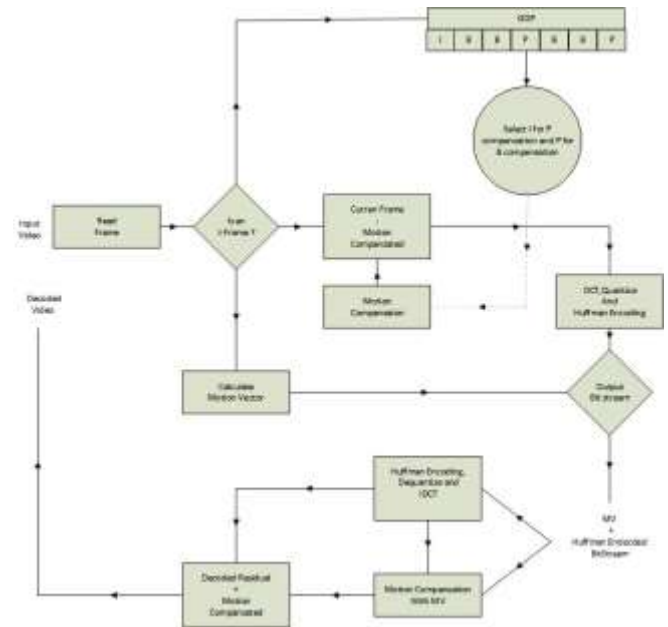 GOP
I B B P B B P
Select I for P
compensation and P for
B compensation
Input
Video
Read
Frame
I-Frame ?
Curren Frame
-
Motion
Compensated
Decoded
Video
Motion
Compensation
DCT, Quantize
And
Huffman Encoding
Calculate
Motion Vector
Output
Bit stream
Huffman Encoding,
Dequantize and
IDCT
MV
+
Huffman Embedded
BitStream
Decoded Residual
+
Motion
Compensated
Motion Compensation
With MV